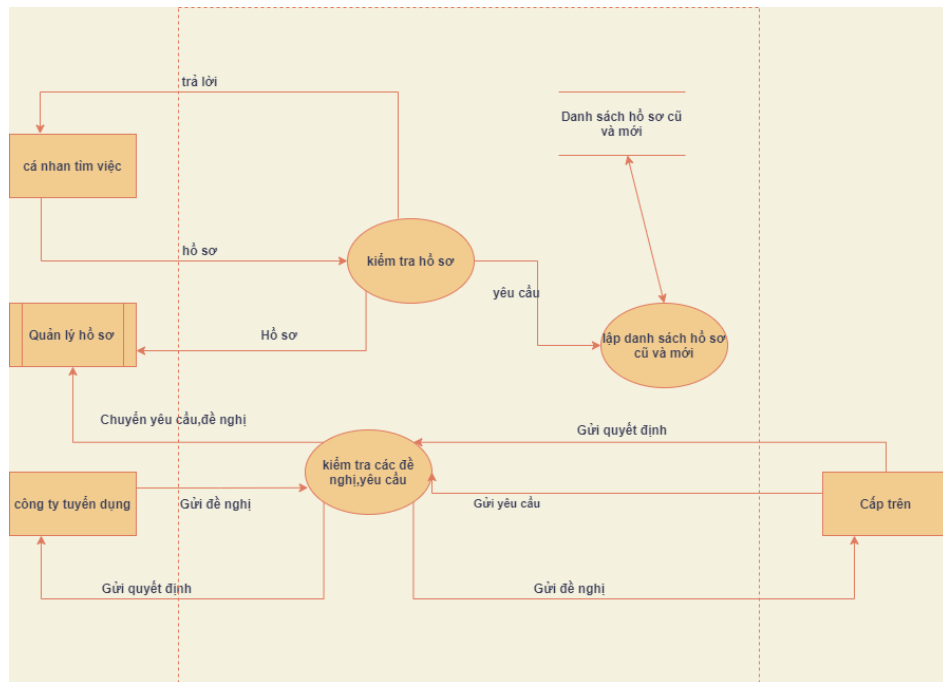 trả lời
Danh sách hồ sơ cũ
và mới
cá nhan tìm việc
hồ sơ
kiểm tra hồ sơ
yêu cầu
Quản lý hồ sơ
Hồ sơ
lập danh sách hồ sơ
cũ và mới
Chuyển yêu cầu,đề nghị
Gửi quyết định
kiểm tra các đề
nghị,yêu cầu
công ty tuyển dụng
Gửi đề nghị
Gửi yêu cầu
Cấp trên
Gửi quyết định
Gửi đề nghị